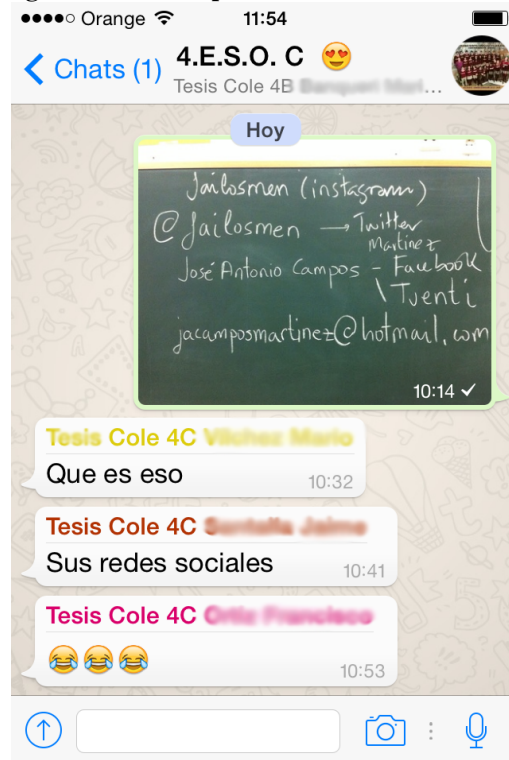 Orange 11:54
Chats (1) 4.E.S.O. C
Tesis Cole 4B
Hoy
Jailosmen (instagram)
@Jailosmen → Twitter
Martinez
José Antonio Campos - Facebook
\ Tventi
jacamposmartinez@hotmail.com
10:14
Tesis Cole 4C
Que es eso
10:32
Tesis Cole 4C
Sus redes sociales
10:41
Tesis Cole 4C
😂😂😂
10:53